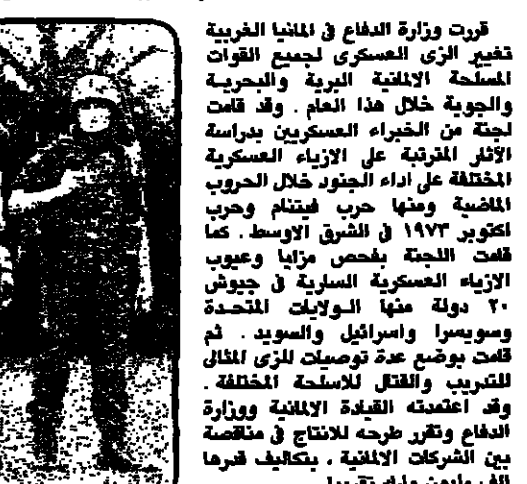 قررت وزارة الدفاع في المانيا الغربية
تغيير الزى العسكرى لجميع القوات
المسلحة الالمانية البرية والبحرية
والجوية خلال هذا العام . وقد قامت
لجنة من الخبراء العسكريين بدراسة
الآثار المترتبة على الازياء العسكرية
المختلفة على اداء الجنود خلال الحروب
الماضية ومنها حرب فيتنام وحرب
اكتوبر ١٩٧٣ في الشرق الاوسط . كما
قامت اللجنة بفحص مزايا وعيوب
الازياء العسكرية السارية في جيوش
٢٠ دولة منها الولايات المتحدة
وسويسرا واسرائيل والسويد . ثم
قامت بوضع عدة توصيات للزى المثالى
للتدريب والقتال للاسلحة المختلفة .
وقد اعتمدته القيادة الالمانية ووزارة
الدفاع وتقرر طرحه للانتاج في مناقصة
بين الشركات الالمانية ، بتكاليف قدرها